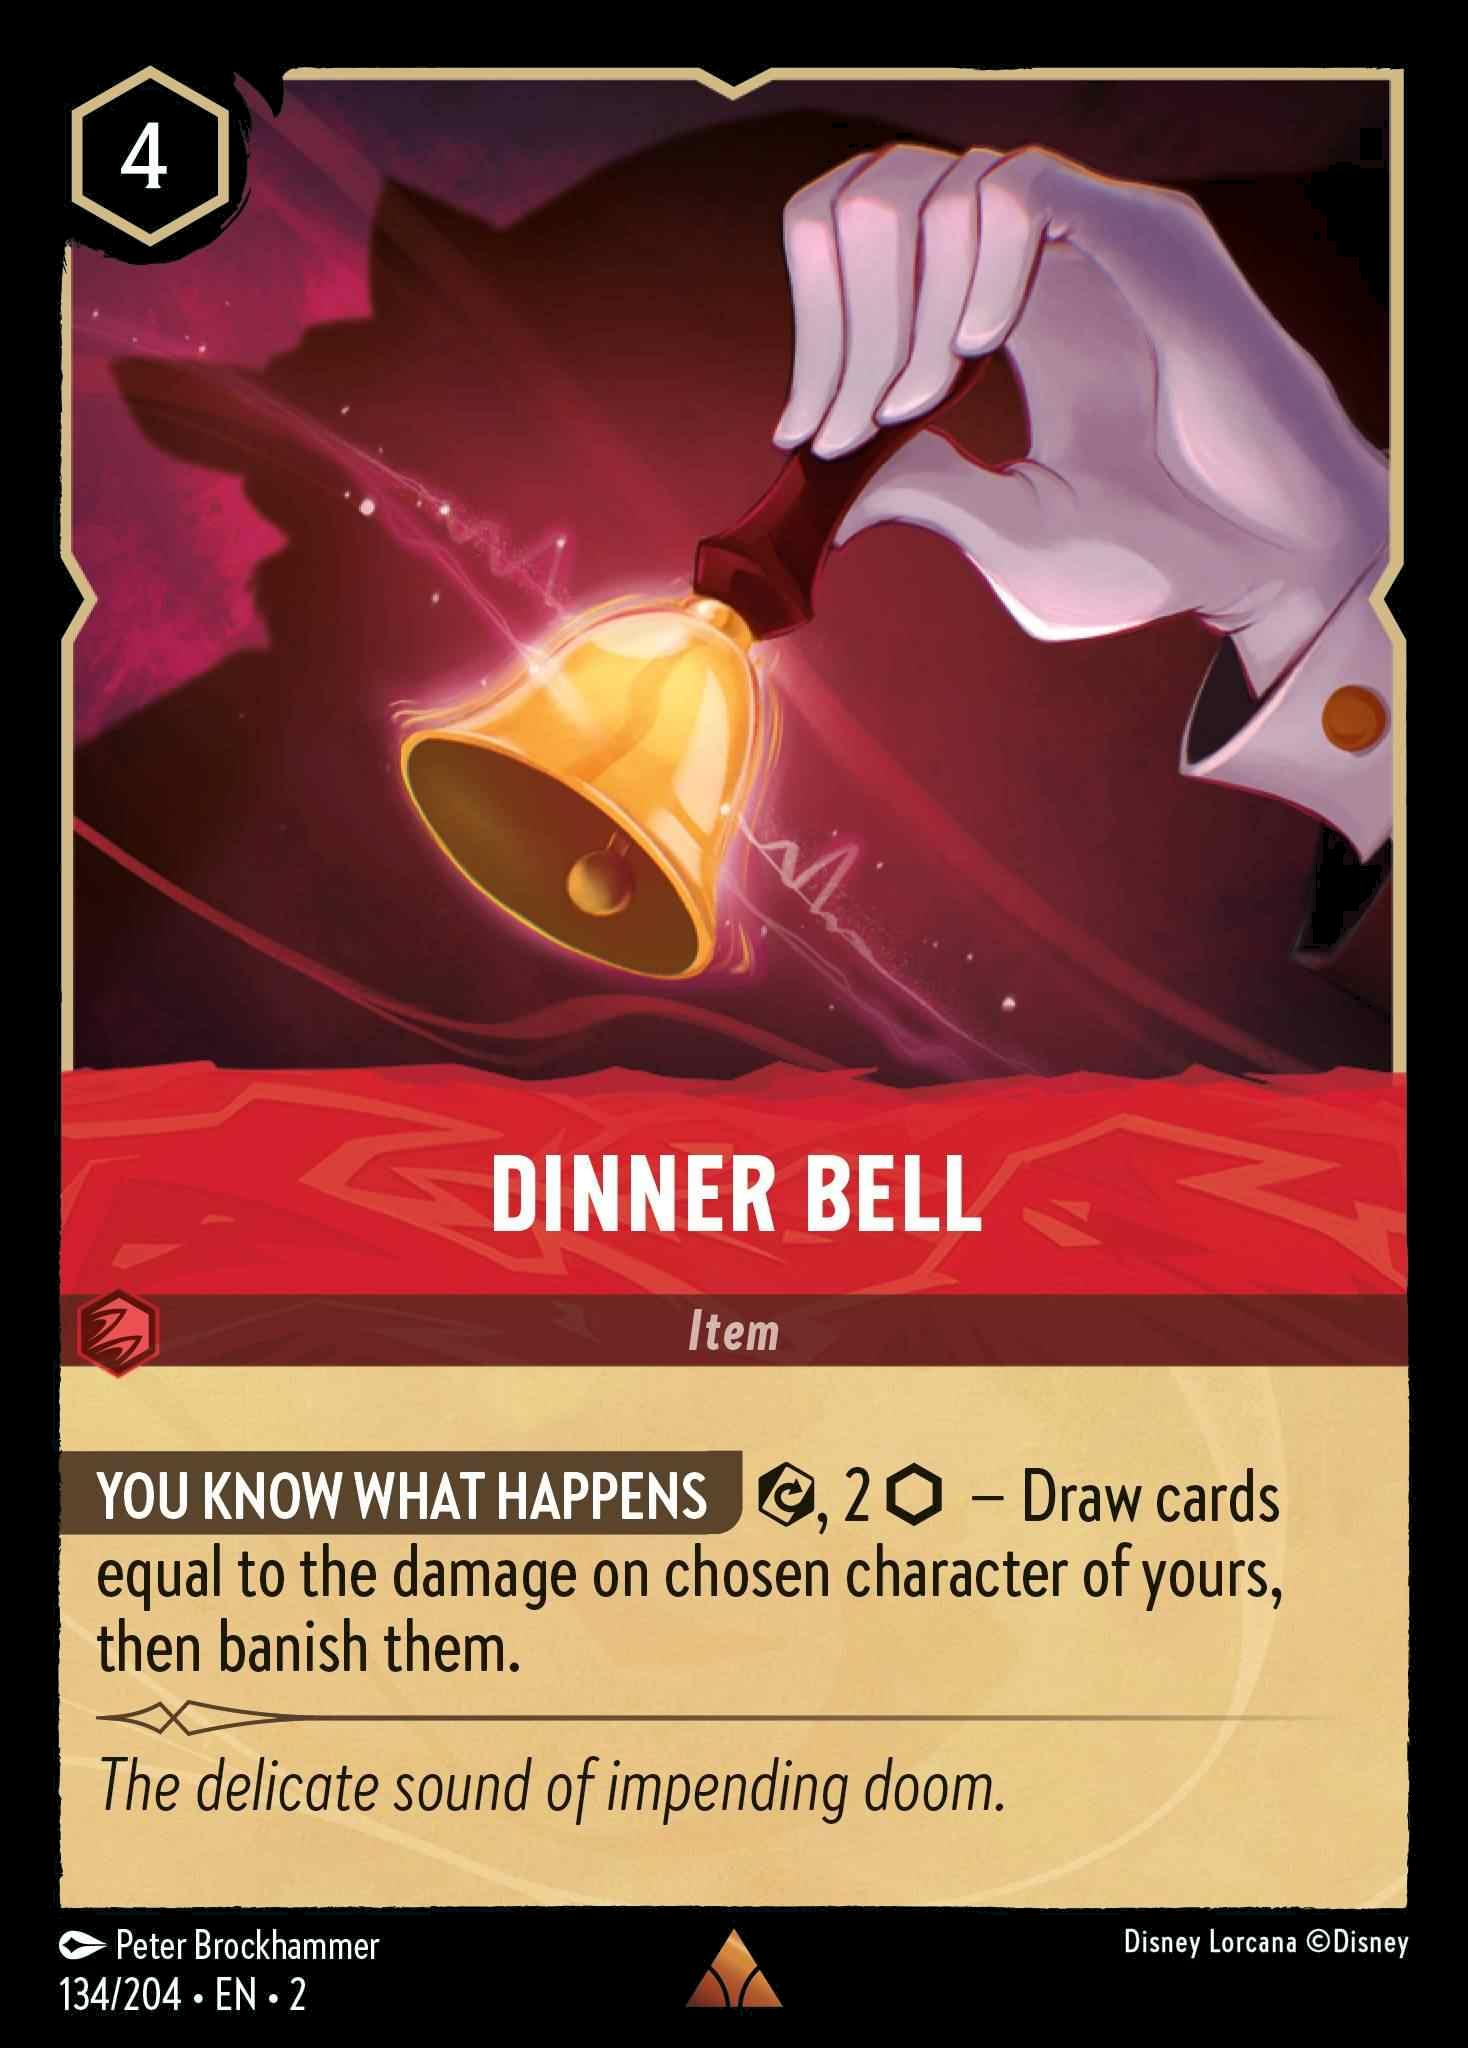 4
DINNER BELL
Item
YOU KNOW WHAT HAPPENS , 2 – Draw cards
equal to the damage on chosen character of yours,
then banish them.
The delicate sound of impending doom.
Peter Brockhammer
Disney Lorcana ©Disney
134/204 • EN • 2